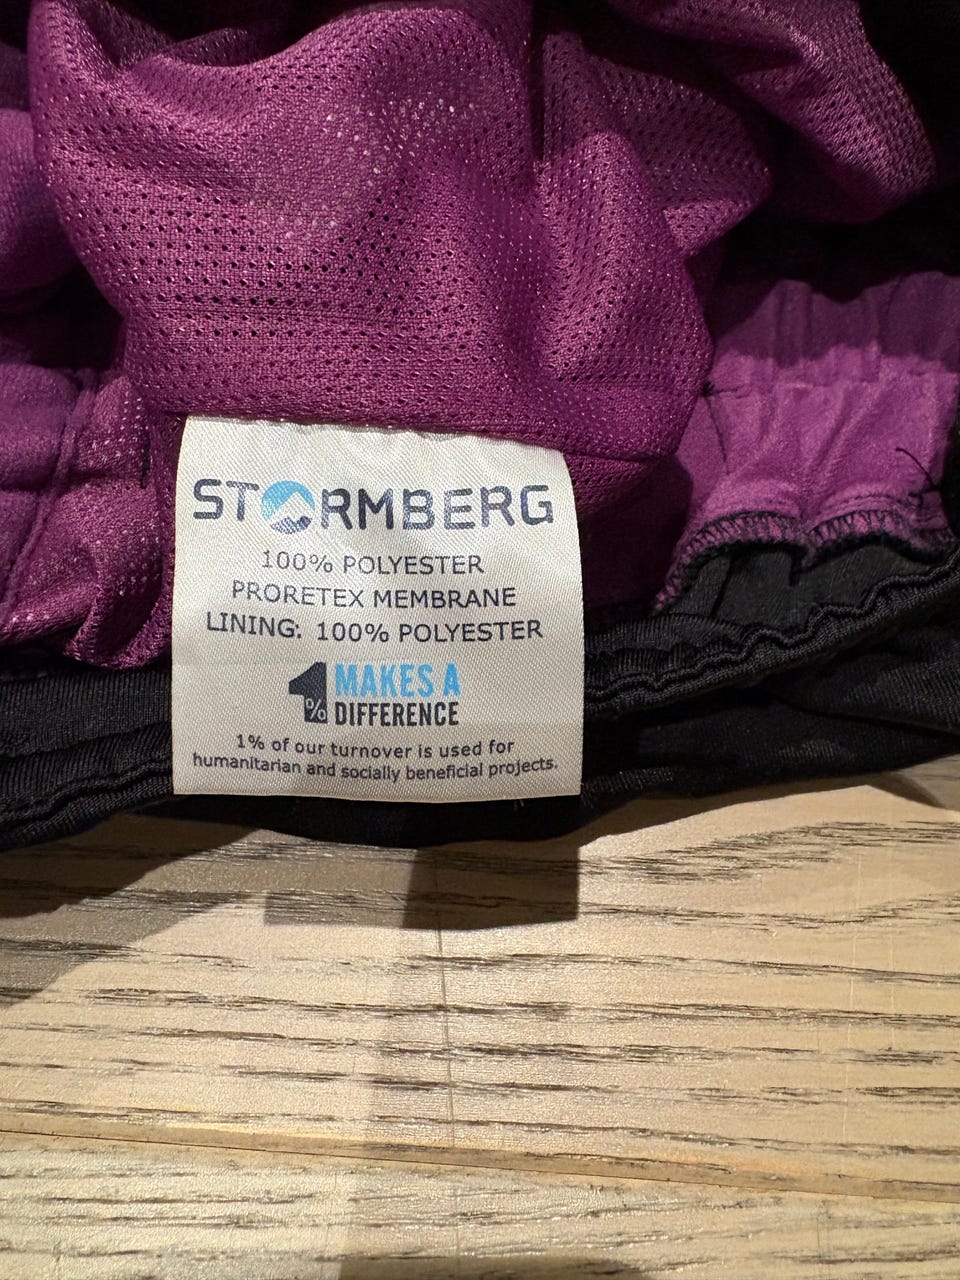 STORMBERG
100% POLYESTER
PRORETEX MEMBRANE
LINING: 100% POLYESTER
1% MAKES A
DIFFERENCE
1% of our turnover is used for
humanitarian and socially beneficial projects.